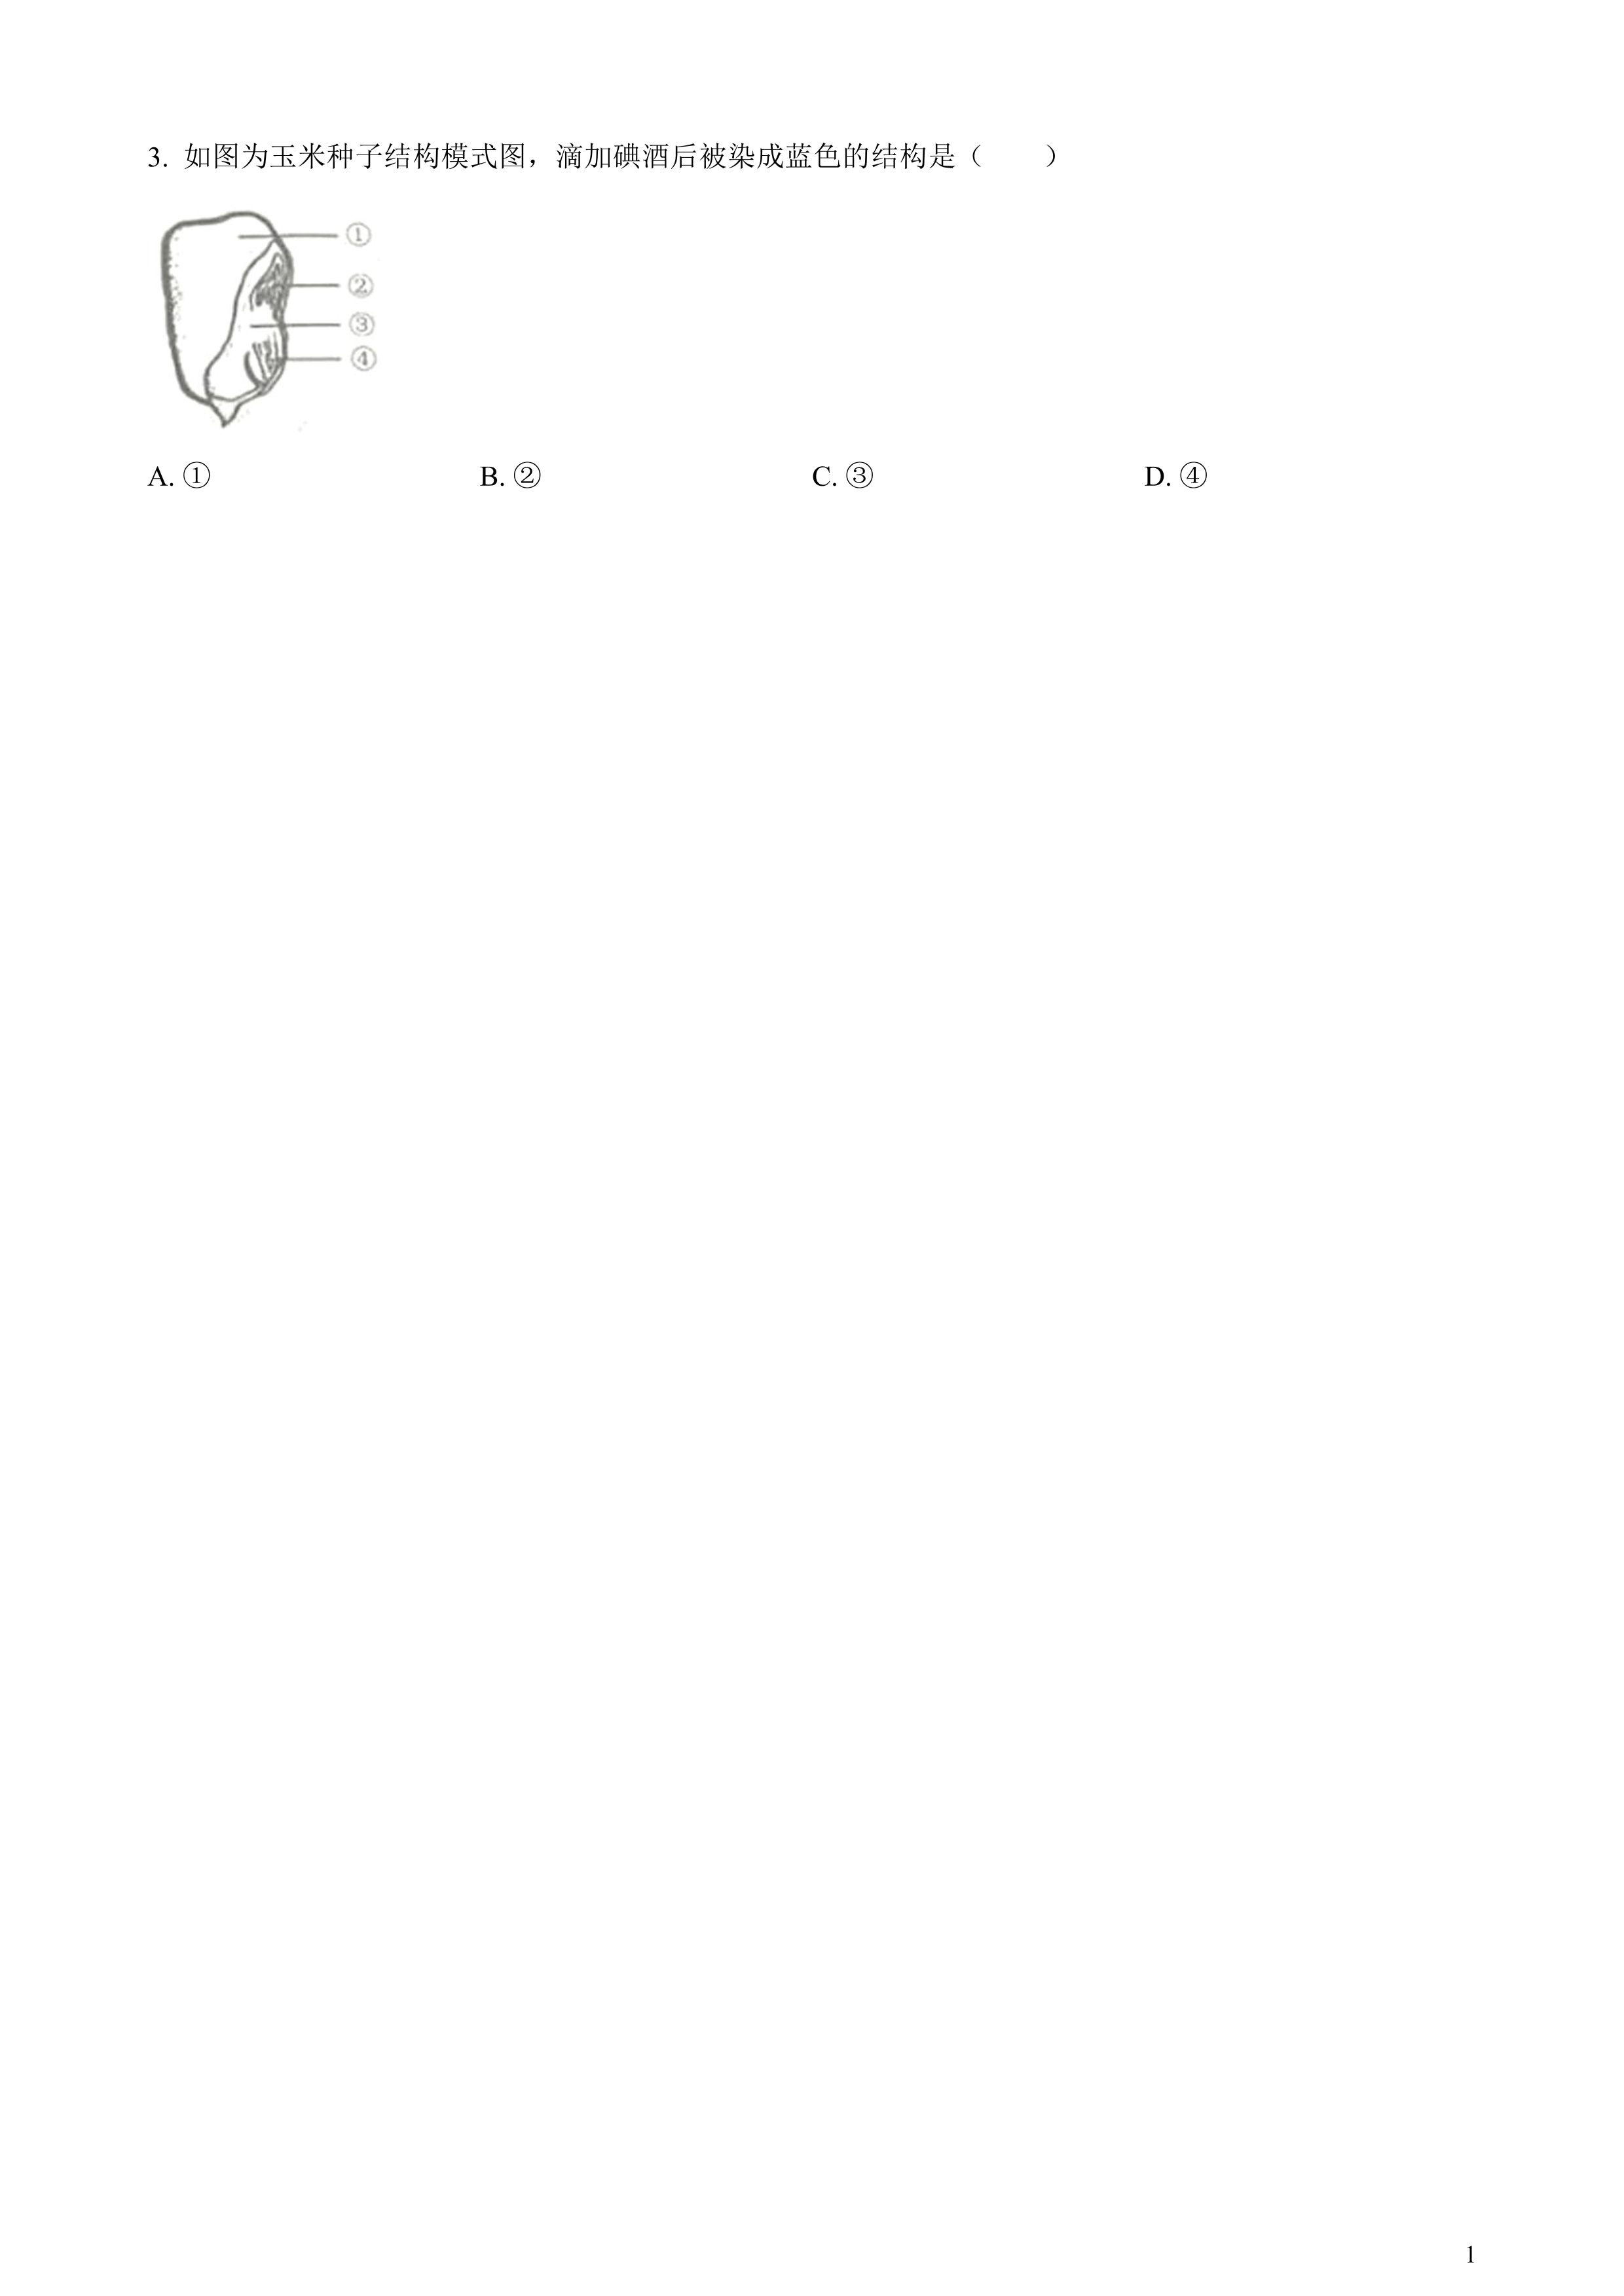 3. 如图为玉米种子结构模式图，滴加碘酒后被染成蓝色的结构是（　　）
①
②
③
④
A. ① B. ② C. ③ D. ④
1